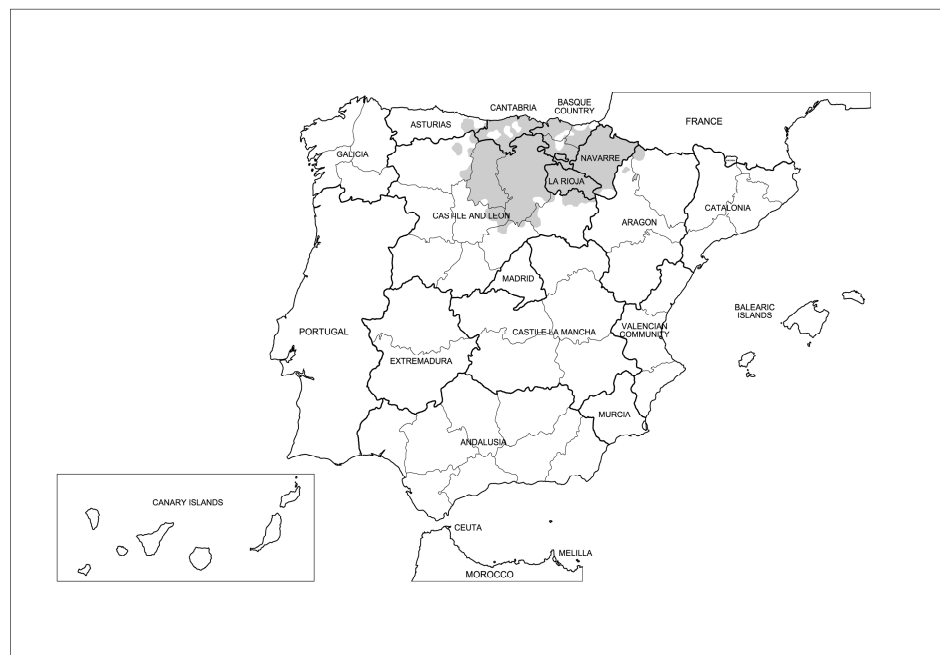 CANTABRIA
BASQUE
COUNTRY
FRANCE
ASTURIAS
GALICIA
NAVARRE
LA RIOJA
CATALONIA
CASTILE AND LEON
ARAGON
MADRID
BALEARIC
ISLANDS
PORTUGAL
CASTILE-LA MANCHA
VALENCIAN
COMMUNITY
EXTREMADURA
MURCIA
ANDALUSIA
CANARY ISLANDS
CEUTA
MELILLA
MOROCCO